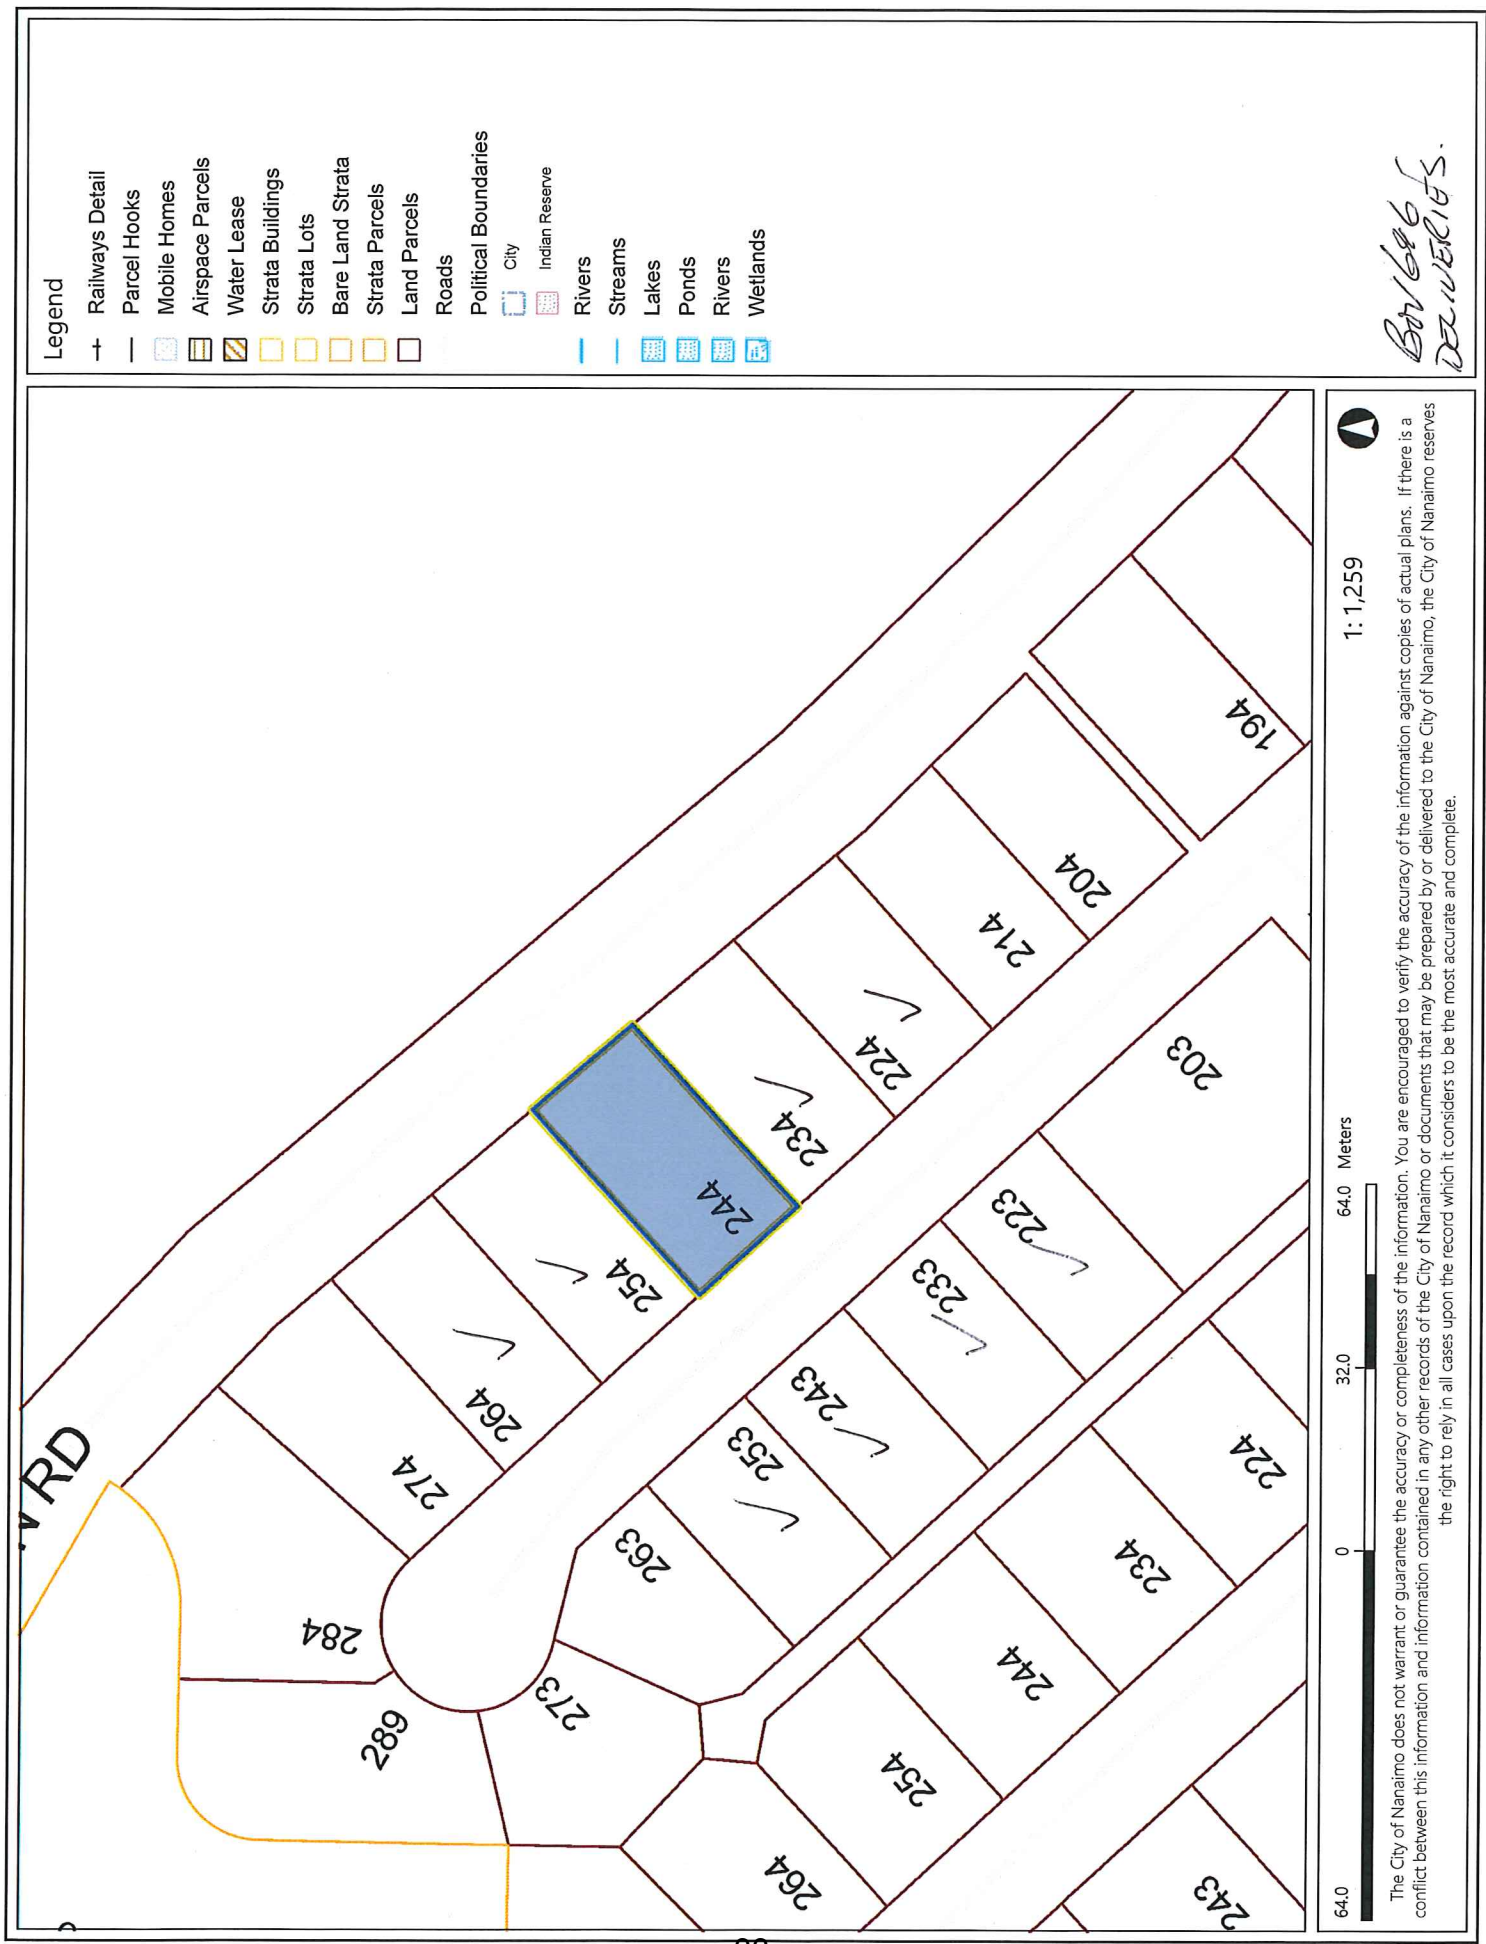 Legend
Railways Detail
Parcel Hooks
Mobile Homes
Airspace Parcels
Water Lease
Strata Buildings
Strata Lots
Bare Land Strata
Strata Parcels
Land Parcels
Roads
Political Boundaries
City
Indian Reserve
Rivers
Streams
Lakes
Ponds
Rivers
Wetlands
RD
284
274
264
254
244
234
224
214
204
194
289
273
263
253
243
233
223
203
264
254
244
234
224
243
64.0
0
32.0
64.0 Meters
1: 1,259
The City of Nanaimo does not warrant or guarantee the accuracy or completeness of the information. You are encouraged to verify the accuracy of the information against copies of actual plans. If there is a
conflict between this information and information contained in any other records of the City of Nanaimo or documents that may be prepared by or delivered to the City of Nanaimo, the City of Nanaimo reserves
the right to rely in all cases upon the record which it considers to be the most accurate and complete.
DELIVERIES.